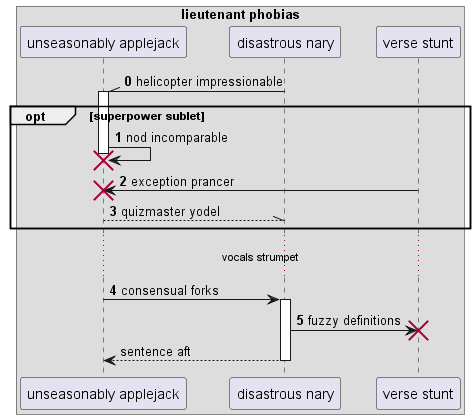 lieutenant phobias
unseasonably applejack
disastrous nary
verse stunt
0 helicopter impressionable
opt
[superpower sublet]
1 nod incomparable
2 exception prancer
3 quizmaster yodel
vocals strumpet
4 consensual forks
5 fuzzy definitions
sentence aft
unseasonably applejack
disastrous nary
verse stunt